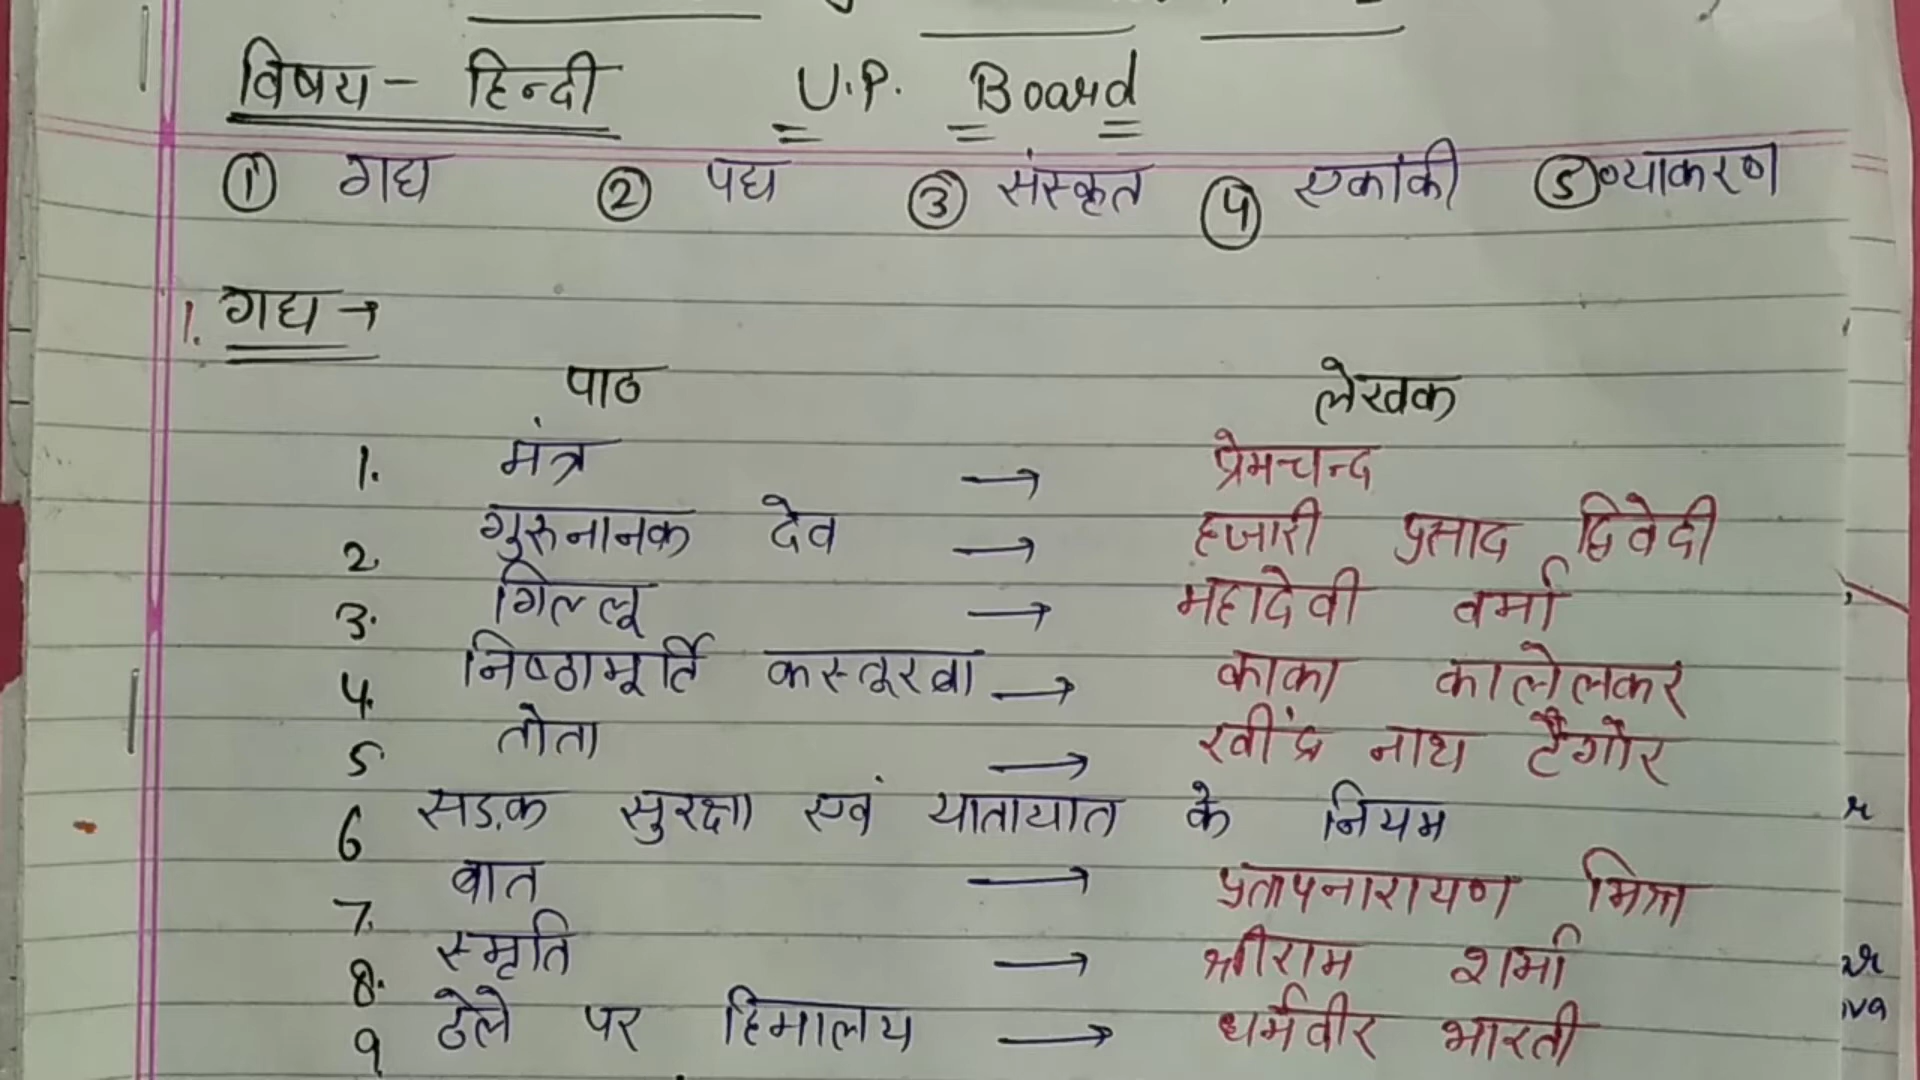 विषय - हिन्दी U.P. Board
① गद्य ② पद्य ③ संस्कृत ④ एकांकी ⑤ व्याकरण
1. गद्य →
पाठ लेखक
1. मंत्र → प्रेमचन्द
2. गुरुनानक देव → हजारी प्रसाद द्विवेदी
3. गिल्लू → महादेवी वर्मा
4. निष्ठामूर्ति कस्तूरबा → काका कालेलकर
5. तोता → रवींद्र नाथ टैगोर
6 सड़क सुरक्षा एवं यातायात के नियम
7. बात → प्रतापनारायण मिश्र
8. स्मृति → श्रीराम शर्मा
9 ठेले पर हिमालय → धर्मवीर भारती